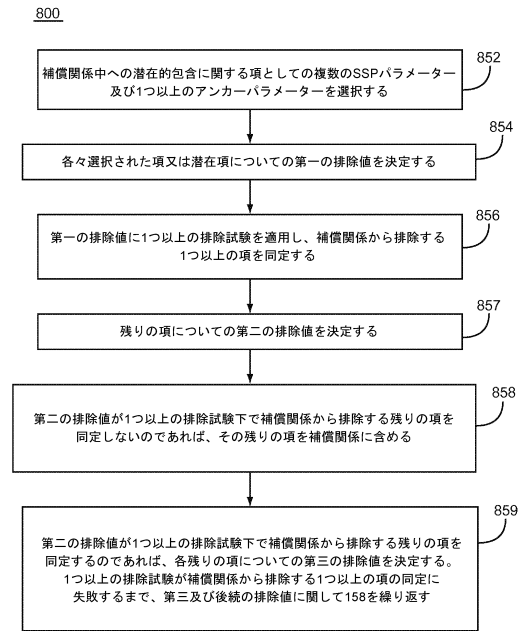 800
補償関係中への潜在的包含に関する項としての複数のSSPパラメーター
及び1つ以上のアンカーパラメーターを選択する
852
各々選択された項又は潜在項についての第一の排除値を決定する
854
第一の排除値に1つ以上の排除試験を適用し、補償関係から排除する
1つ以上の項を同定する
856
残りの項についての第二の排除値を決定する
857
第二の排除値が1つ以上の排除試験下で補償関係から排除する残りの項を
同定しないのであれば、その残りの項を補償関係に含める
858
第二の排除値が1つ以上の排除試験下で補償関係から排除する残りの項を
同定するのであれば、各残りの項についての第三の排除値を決定する。
1つ以上の排除試験が補償関係から排除する1つ以上の項の同定に
失敗するまで、第三及び後続の排除値に関して158を繰り返す
859